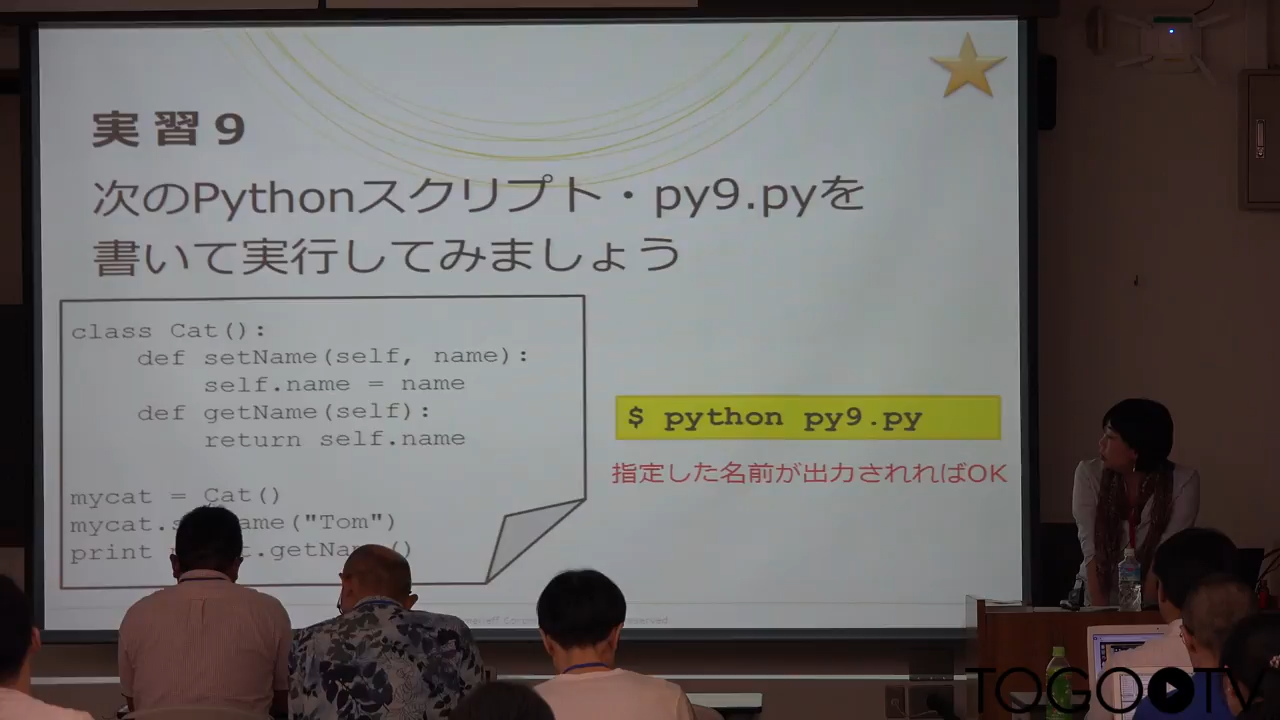 実習9
次のPythonスクリプト・py9.pyを
書いて実行してみましょう
class Cat():
    def setName(self, name):
        self.name = name
    def getName(self):
        return self.name
mycat = Cat()
mycat.s ame("Tom")
print .getNa ()
$ python py9.py
指定した名前が出力されればOK
TOGOTV